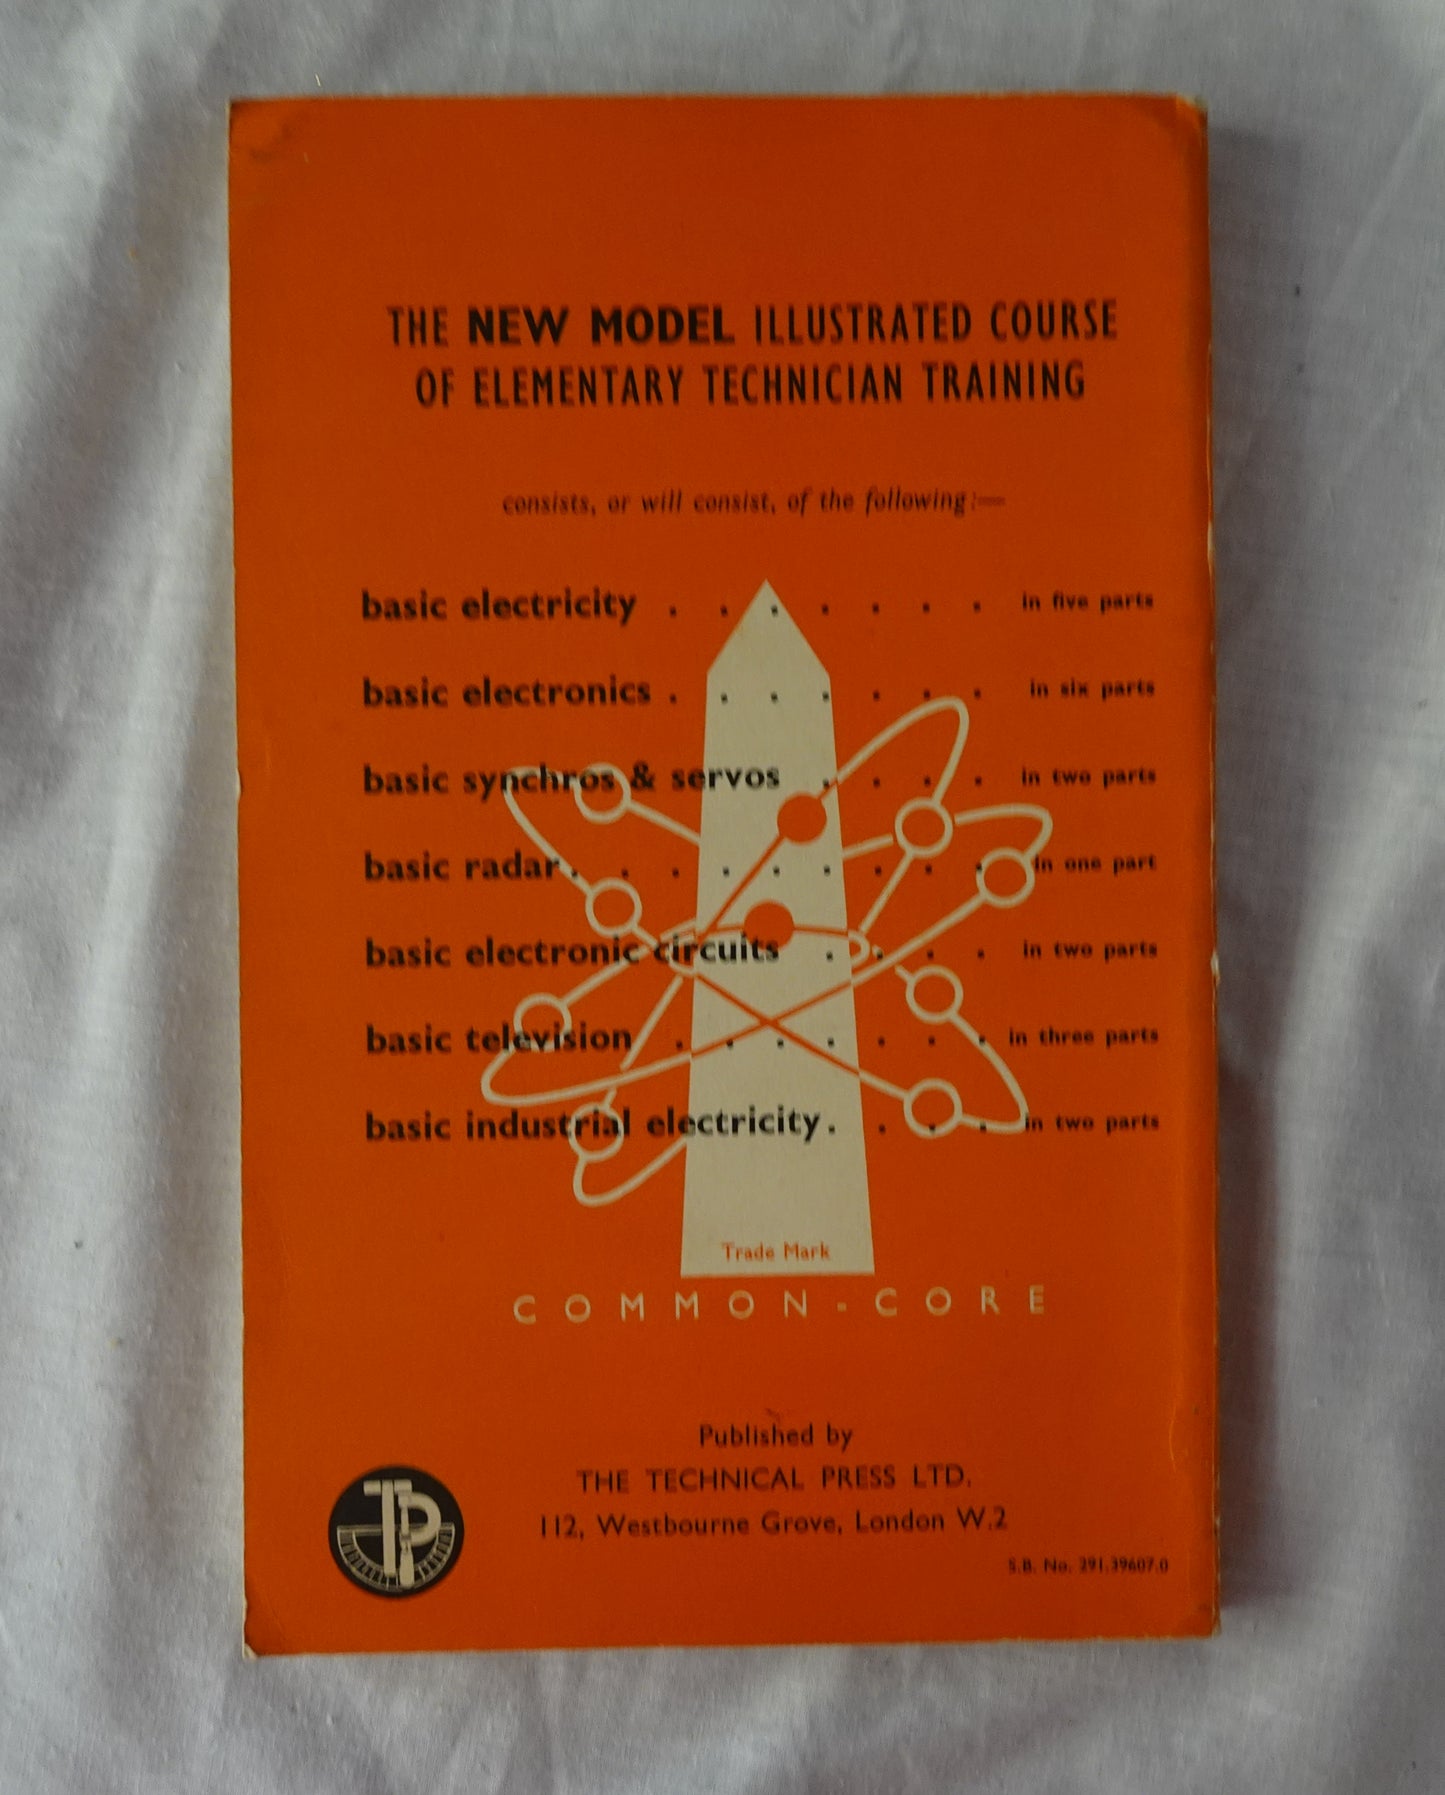 THE NEW MODEL ILLUSTRATED COURSE
OF ELEMENTARY TECHNICIAN TRAINING
consists, or will consist, of the following:—
basic electricity . . . . . . . in five parts
basic electronics . . . . . . . in six parts
basic synchros & servos . . . . in two parts
basic radar . . . . . . . . . in one part
basic electronic circuits . . . . in two parts
basic television . . . . . . . in three parts
basic industrial electricity . . . . in two parts
Trade Mark
COMMON-CORE
Published by
THE TECHNICAL PRESS LTD.
112, Westbourne Grove, London W.2
S.B. No. 291.39607.0
TP